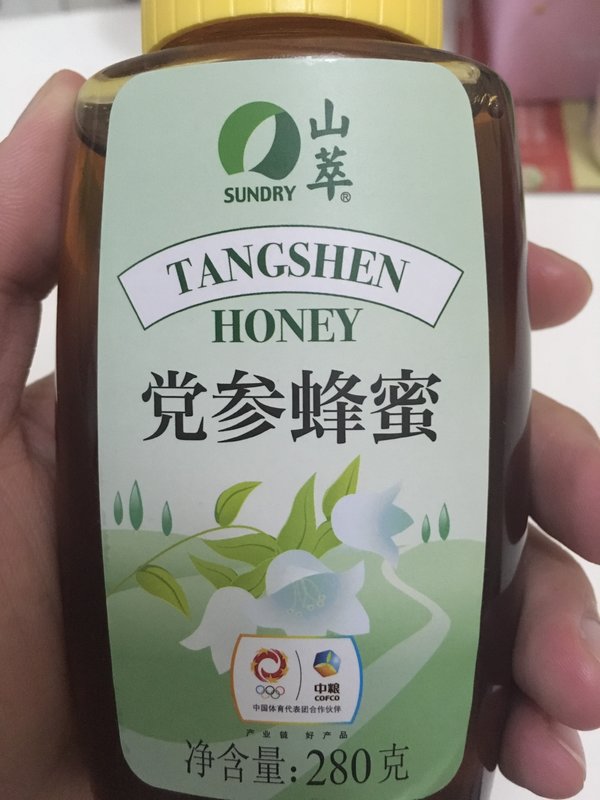 山萃®
SUNDRY
TANGSHEN
HONEY
党参蜂蜜
中粮
COFCO
中国体育代表团合作伙伴
产业链 好产品
净含量:280克